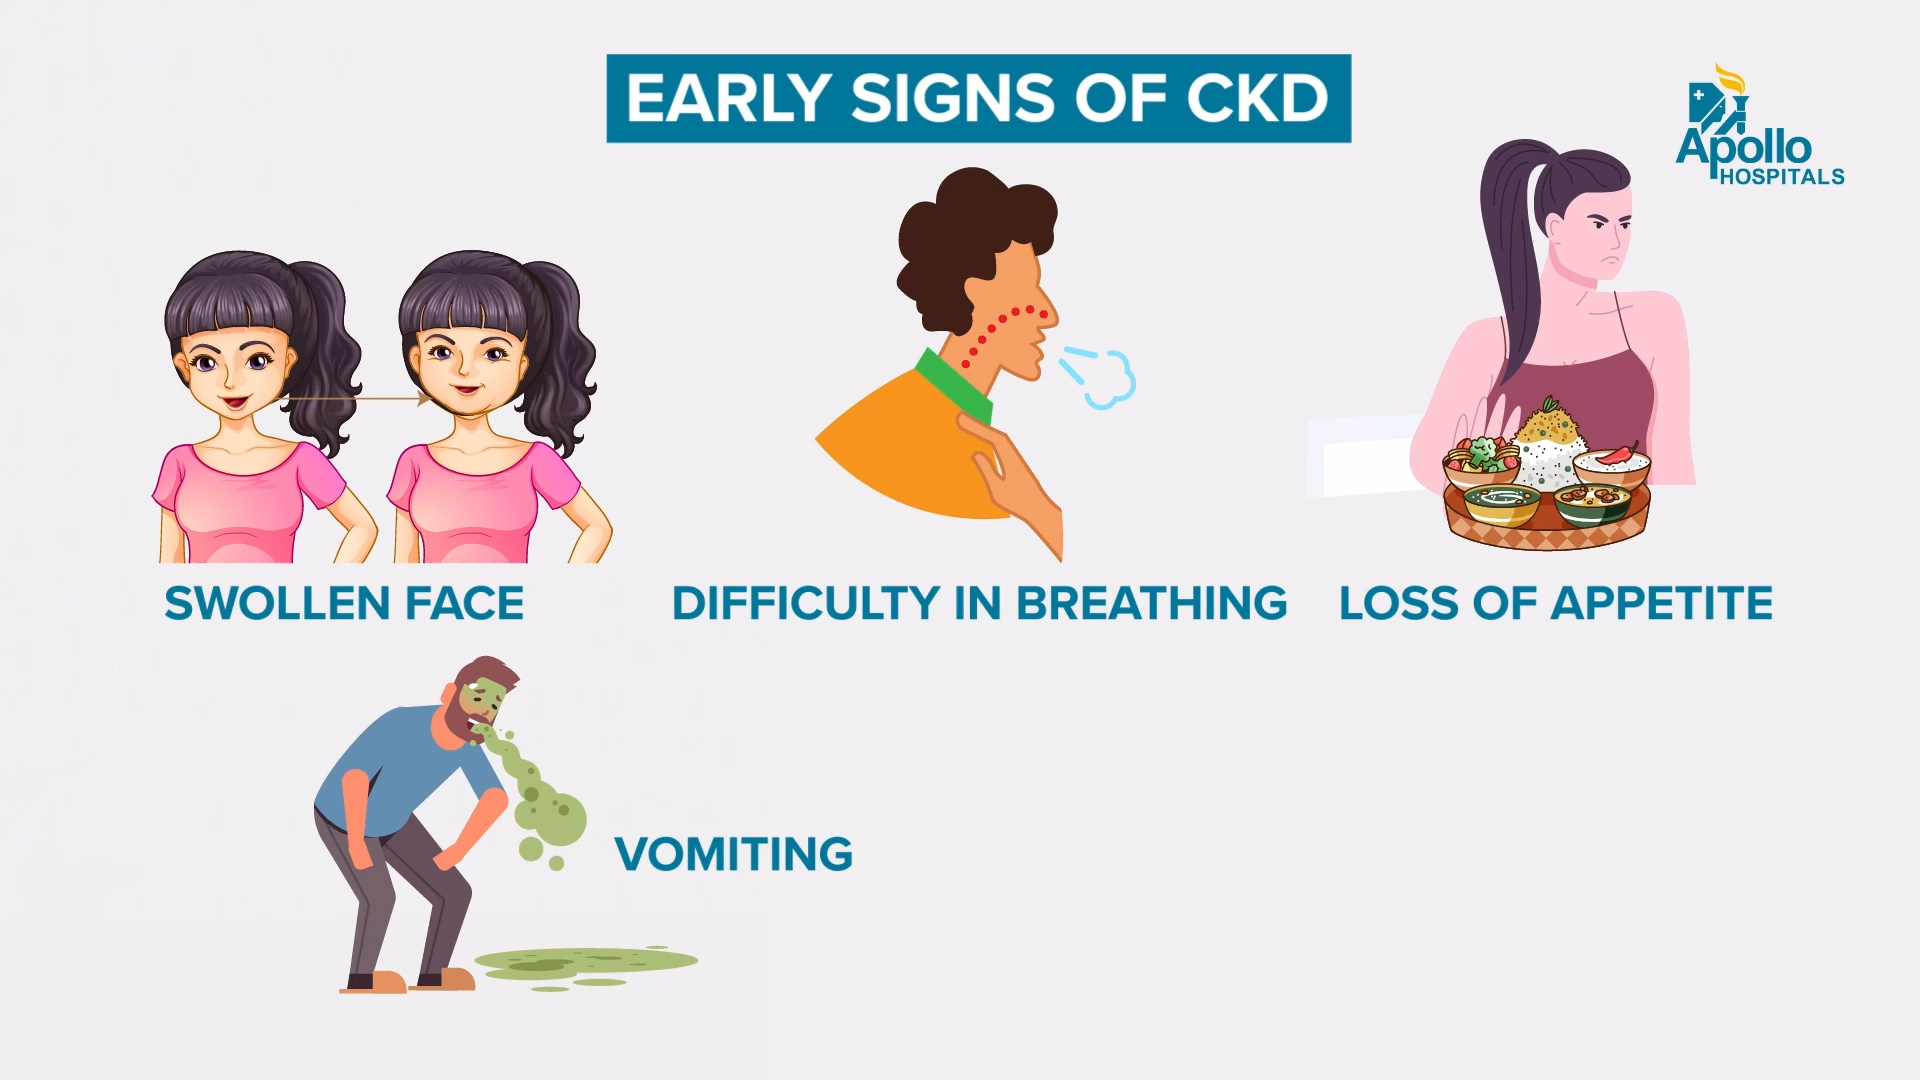 EARLY SIGNS OF CKD
Apollo
HOSPITALS
SWOLLEN FACE
DIFFICULTY IN BREATHING
LOSS OF APPETITE
VOMITING